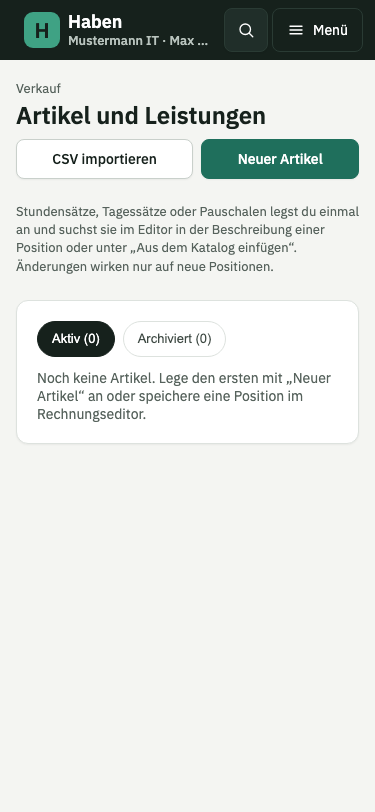 H
Haben
Mustermann IT · Max ...
Menü
Verkauf
Artikel und Leistungen
CSV importieren
Neuer Artikel
Stundensätze, Tagessätze oder Pauschalen legst du einmal
an und suchst sie im Editor in der Beschreibung einer
Position oder unter „Aus dem Katalog einfügen“.
Änderungen wirken nur auf neue Positionen.
Aktiv (0)
Archiviert (0)
Noch keine Artikel. Lege den ersten mit „Neuer
Artikel“ an oder speichere eine Position im
Rechnungseditor.